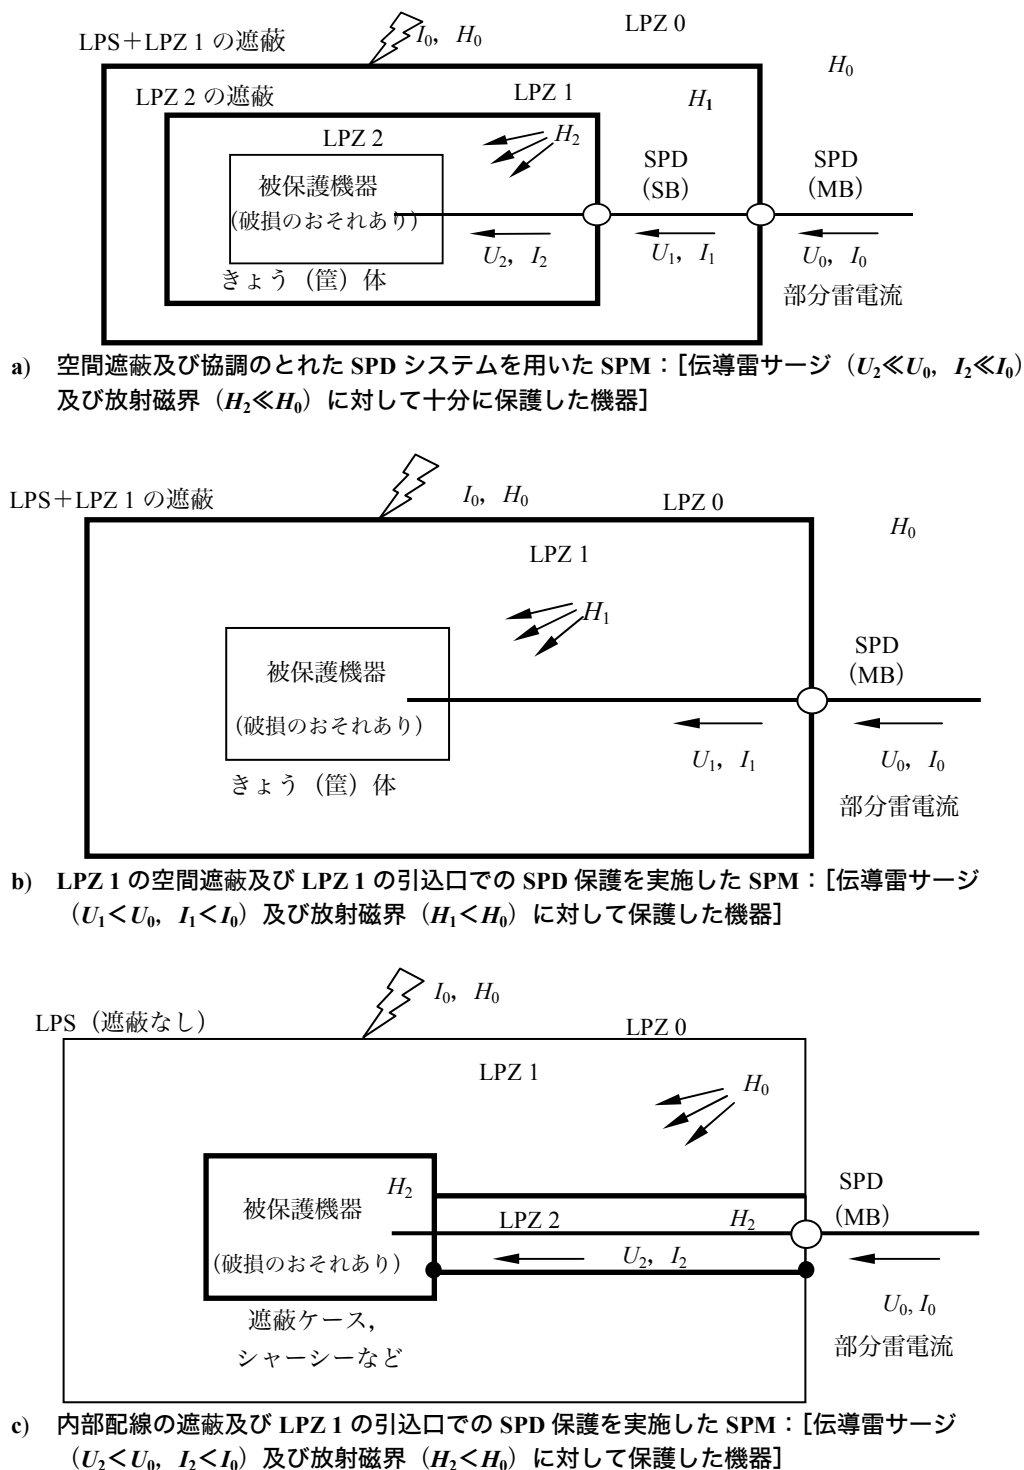 LPS＋LPZ 1 の遮蔽
I₀, H₀
LPZ 0
H₀
LPZ 2 の遮蔽
LPZ 1
H₁
LPZ 2
H₂
被保護機器
(破損のおそれあり)
SPD
(SB)
SPD
(MB)
U₂, I₂
U₁, I₁
U₀, I₀
きょう（筐）体
部分雷電流
a) 空間遮蔽及び協調のとれた SPD システムを用いた SPM：［伝導雷サージ（U₂≪U₀, I₂≪I₀）
及び放射磁界（H₂≪H₀）に対して十分に保護した機器］
LPS＋LPZ 1 の遮蔽
I₀, H₀
LPZ 0
H₀
LPZ 1
H₁
被保護機器
(破損のおそれあり)
SPD
(MB)
U₁, I₁
U₀, I₀
きょう（筐）体
部分雷電流
b) LPZ 1 の空間遮蔽及び LPZ 1 の引込口での SPD 保護を実施した SPM：［伝導雷サージ
（U₁＜U₀, I₁＜I₀）及び放射磁界（H₁＜H₀）に対して保護した機器］
I₀, H₀
LPS（遮蔽なし）
LPZ 0
LPZ 1
H₀
H₂
被保護機器
(破損のおそれあり)
LPZ 2
H₂
SPD
(MB)
U₂, I₂
U₀, I₀
遮蔽ケース，
シャーシーなど
部分雷電流
c) 内部配線の遮蔽及び LPZ 1 の引込口での SPD 保護を実施した SPM：［伝導雷サージ
（U₂＜U₀, I₂＜I₀）及び放射磁界（H₂＜H₀）に対して保護した機器］